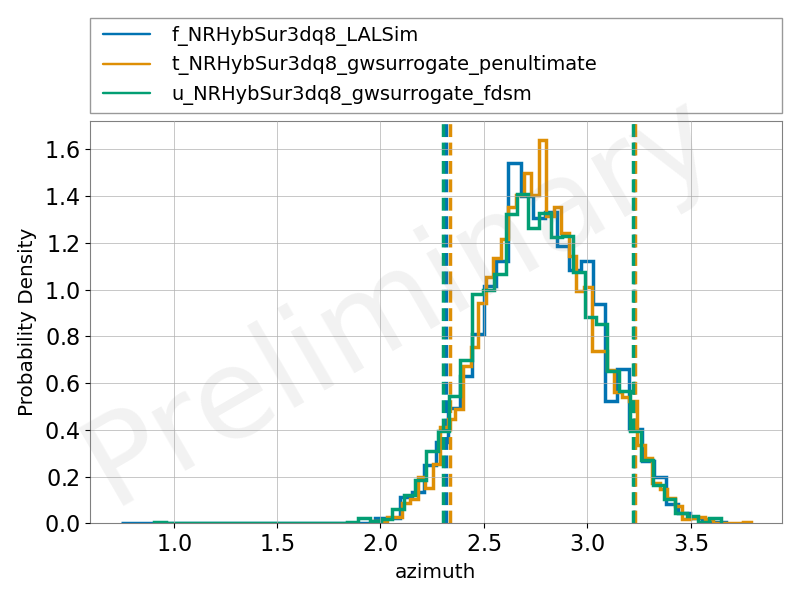 f_NRHybSur3dq8_LALSim
t_NRHybSur3dq8_gwsurrogate_penultimate
u_NRHybSur3dq8_gwsurrogate_fdsm
Preliminary
Probability Density
1.6
1.4
1.2
1.0
0.8
0.6
0.4
0.2
0.0
1.0 1.5 2.0 2.5 3.0 3.5
azimuth